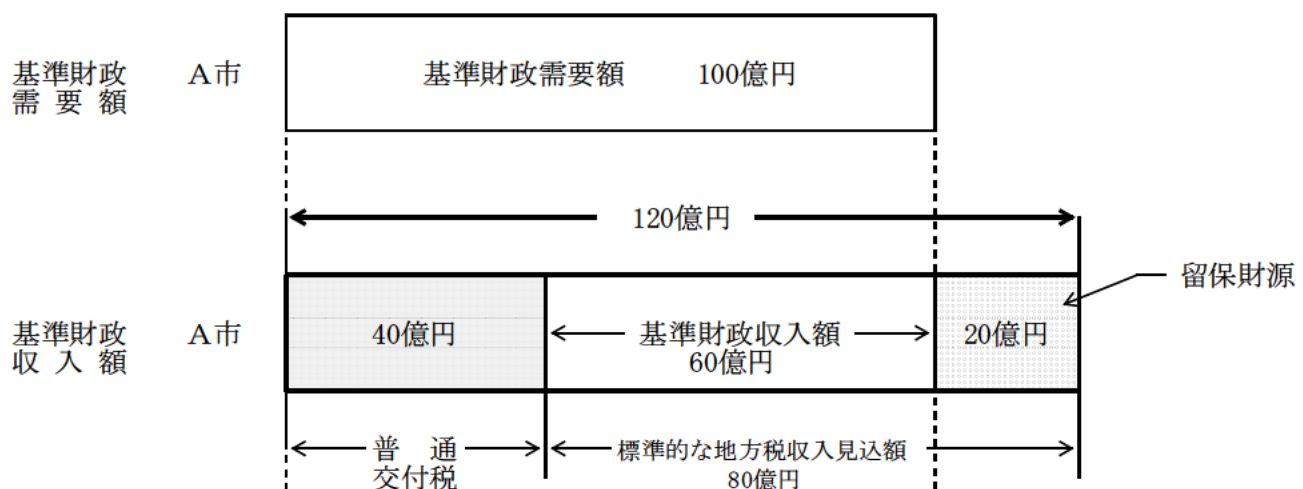 基準財政
需要額
A市
基準財政需要額 100億円
120億円
留保財源
基準財政
収入額
A市
40億円
基準財政収入額
60億円
20億円
普通
交付税
標準的な地方税収入見込額
80億円